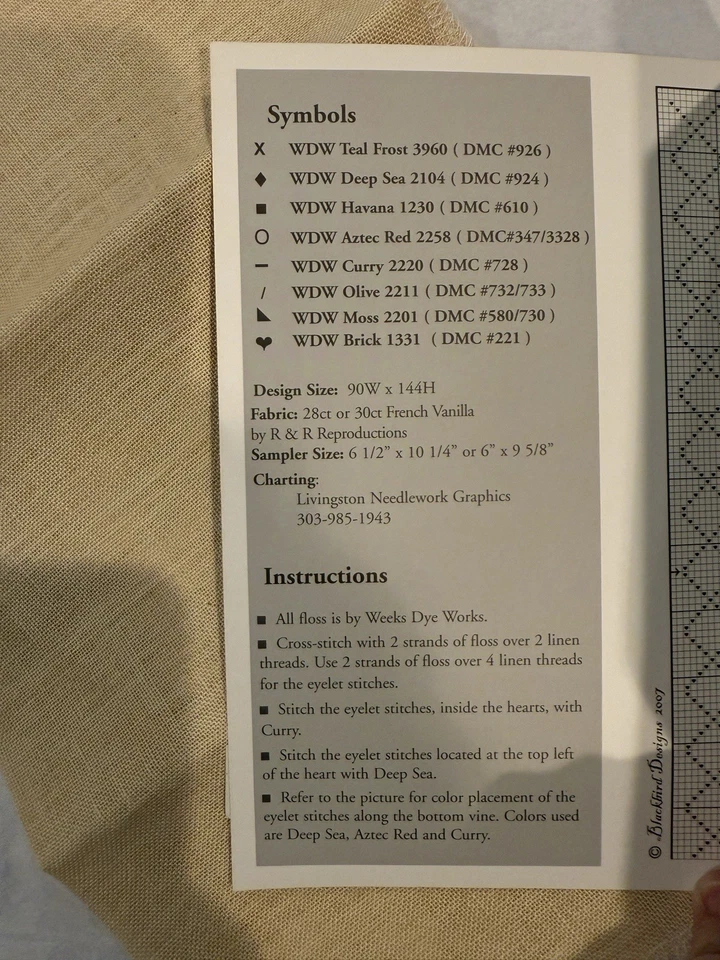 Symbols
X WDW Teal Frost 3960 ( DMC #926 )
♦ WDW Deep Sea 2104 ( DMC #924 )
■ WDW Havana 1230 ( DMC #610 )
O WDW Aztec Red 2258 ( DMC#347/3328 )
– WDW Curry 2220 ( DMC #728 )
/ WDW Olive 2211 ( DMC #732/733 )
◣ WDW Moss 2201 ( DMC #580/730 )
♥ WDW Brick 1331 ( DMC #221 )
Design Size: 90W x 144H
Fabric: 28ct or 30ct French Vanilla
by R & R Reproductions
Sampler Size: 6 1/2” x 10 1/4” or 6” x 9 5/8”
Charting:
Livingston Needlework Graphics
303-985-1943
Instructions
■ All floss is by Weeks Dye Works.
■ Cross-stitch with 2 strands of floss over 2 linen
threads. Use 2 strands of floss over 4 linen threads
for the eyelet stitches.
■ Stitch the eyelet stitches, inside the hearts, with
Curry.
■ Stitch the eyelet stitches located at the top left
of the heart with Deep Sea.
■ Refer to the picture for color placement of the
eyelet stitches along the bottom vine. Colors used
are Deep Sea, Aztec Red and Curry.
© Blackbird Designs 2007